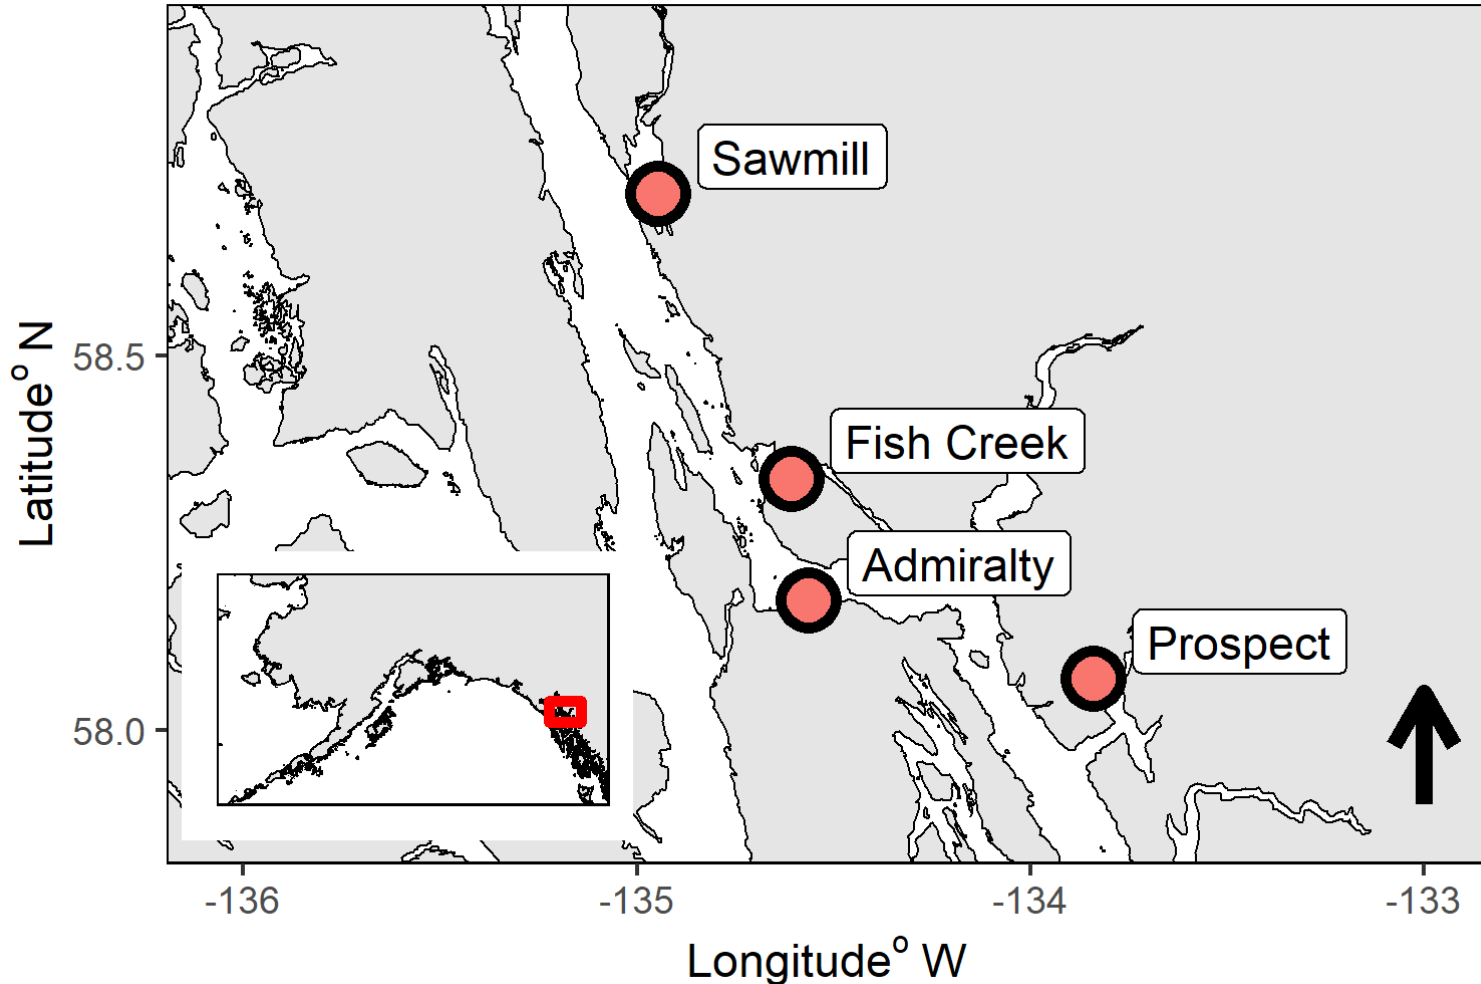 Sawmill
58.5
Fish Creek
Admiralty
Prospect
58.0
Latitude° N
-136
-135
-134
-133
Longitude° W